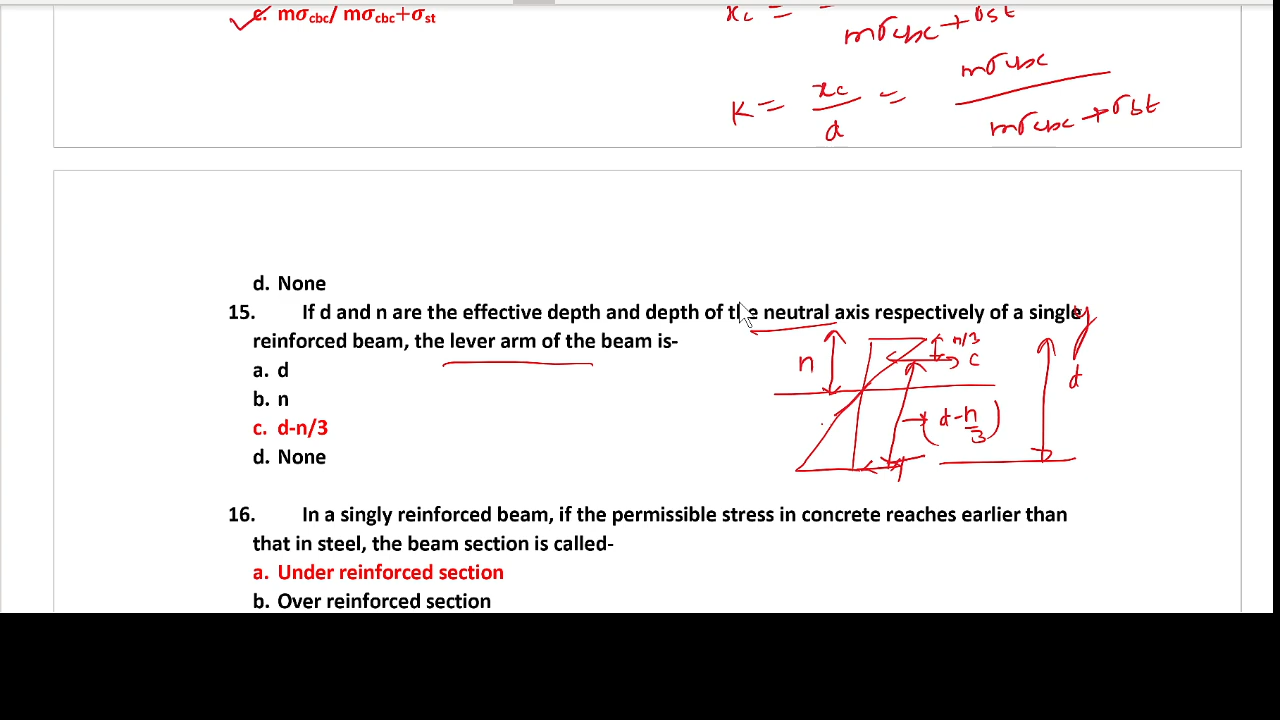 c. mσcbc/ mσcbc+σst
xc =
mσcbc + σst
K = xc/d = mσcbc / mσcbc + σst
d. None
15. If d and n are the effective depth and depth of the neutral axis respectively of a single
reinforced beam, the lever arm of the beam is-
y
n
n/3
C
d
a. d
b. n
c. d-n/3
(d-n/3)
d. None
16. In a singly reinforced beam, if the permissible stress in concrete reaches earlier than
that in steel, the beam section is called-
a. Under reinforced section
b. Over reinforced section